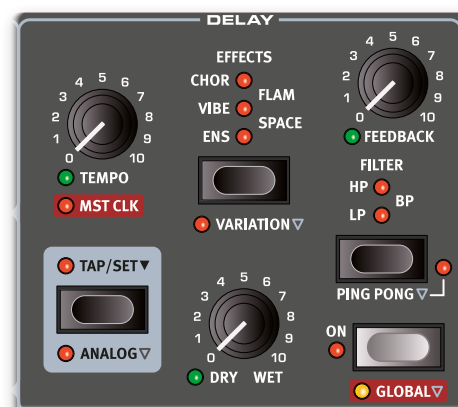 DELAY
EFFECTS
CHOR
FLAM
VIBE
SPACE
ENS
VARIATION▽
0 1 2 3 4 5 6 7 8 9 10
TEMPO
MST CLK
0 1 2 3 4 5 6 7 8 9 10
FEEDBACK
FILTER
HP
BP
LP
PING PONG▽
TAP/SET▼
ANALOG▽
0 1 2 3 4 5 6 7 8 9 10
DRY WET
ON
GLOBAL▽